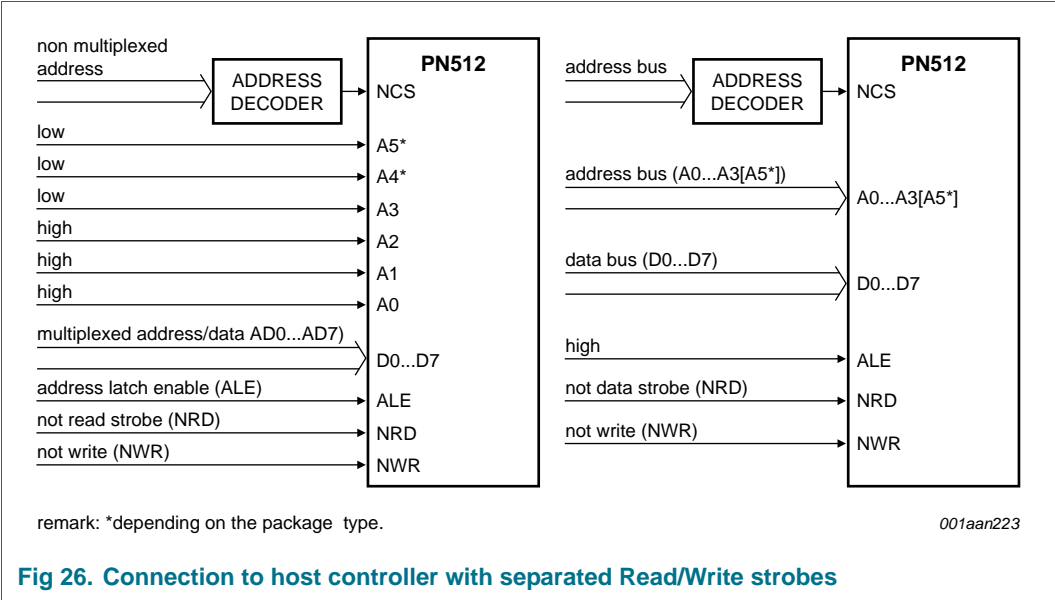 non multiplexed
address
ADDRESS
DECODER
PN512
NCS
low
A5*
low
A4*
low
A3
high
A2
high
A1
high
A0
multiplexed address/data AD0...AD7)
D0...D7
address latch enable (ALE)
ALE
not read strobe (NRD)
NRD
not write (NWR)
NWR
address bus
ADDRESS
DECODER
PN512
NCS
address bus (A0...A3[A5*])
A0...A3[A5*]
data bus (D0...D7)
D0...D7
high
ALE
not data strobe (NRD)
NRD
not write (NWR)
NWR
remark: *depending on the package type.
001aan223
Fig 26. Connection to host controller with separated Read/Write strobes